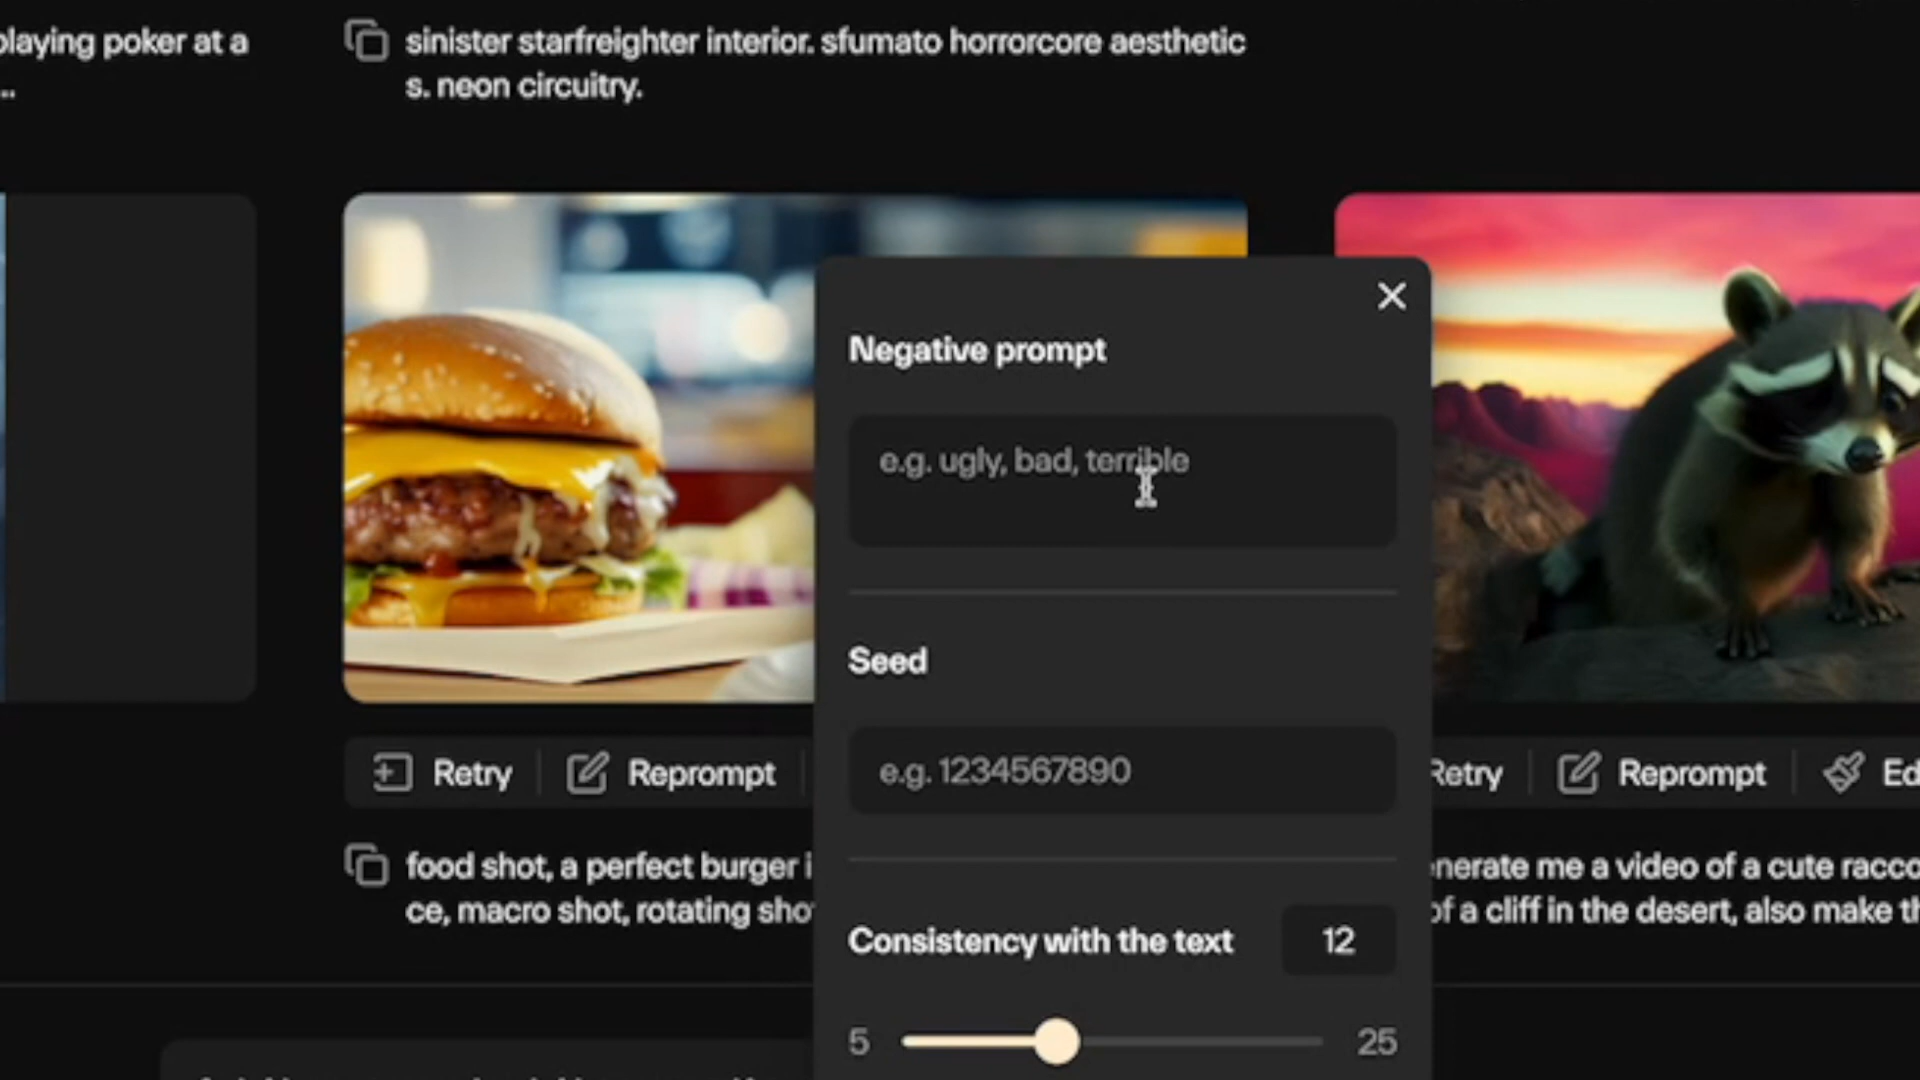 playing poker at a
..
sinister starfreighter interior. sfumato horrorcore aesthetic
s. neon circuitry.
Negative prompt
e.g. ugly, bad, terrible
Seed
e.g. 1234567890
Retry
Reprompt
Retry
Reprompt
Ed
food shot, a perfect burger i
ce, macro shot, rotating sho
enerate me a video of a cute racco
of a cliff in the desert, also make th
Consistency with the text
12
5
25